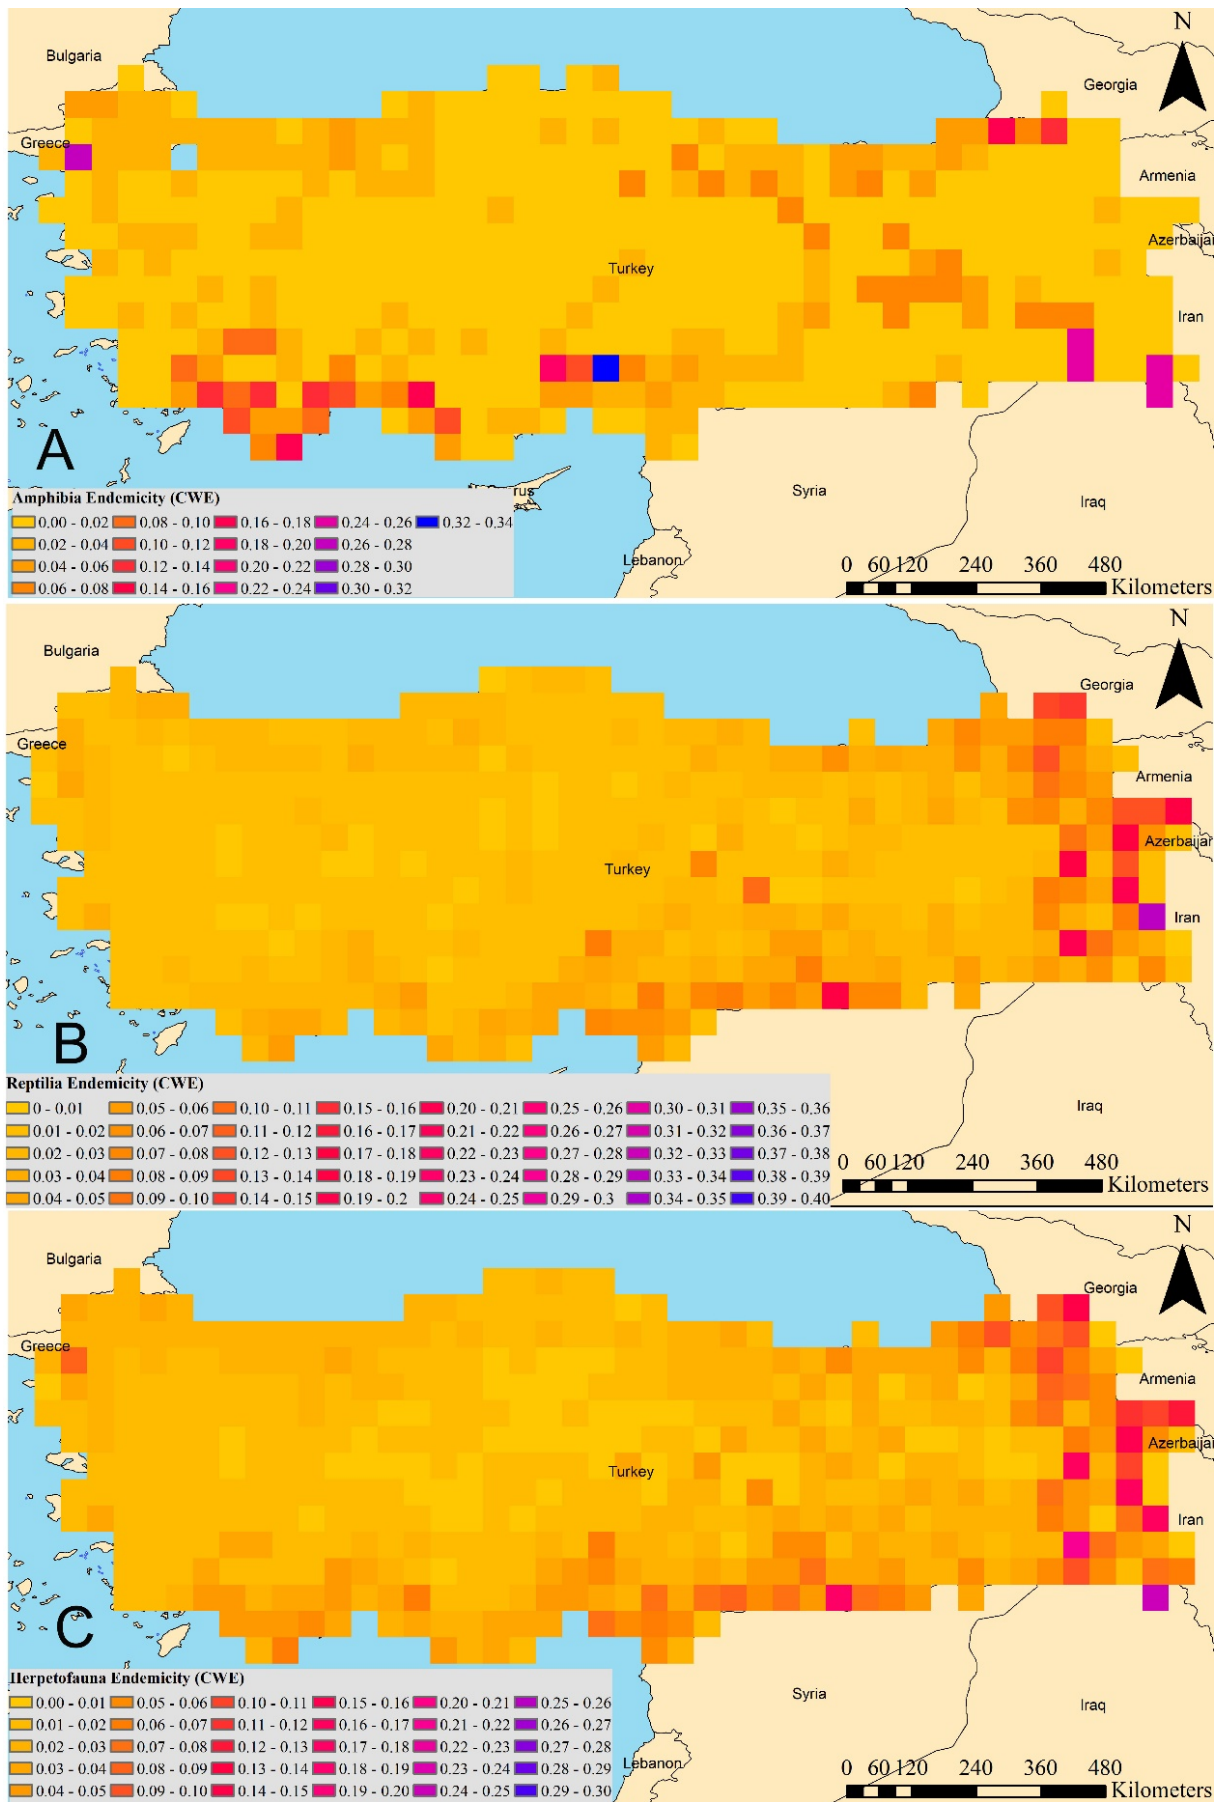 N
Bulgaria
Georgia
Greece
Armenia
Azerbaijan
Turkey
Iran
A
Syria
Iraq
Lebanon
Amphibia Endemicity (CWE)
0.00 - 0.02 0.08 - 0.10 0.16 - 0.18 0.24 - 0.26 0.32 - 0.34
0.02 - 0.04 0.10 - 0.12 0.18 - 0.20 0.26 - 0.28
0.04 - 0.06 0.12 - 0.14 0.20 - 0.22 0.28 - 0.30
0.06 - 0.08 0.14 - 0.16 0.22 - 0.24 0.30 - 0.32
0 60 120 240 360 480
Kilometers
N
Bulgaria
Georgia
Greece
Armenia
Azerbaijan
Turkey
Iran
B
Iraq
Reptilia Endemicity (CWE)
0 - 0.01 0.05 - 0.06 0.10 - 0.11 0.15 - 0.16 0.20 - 0.21 0.25 - 0.26 0.30 - 0.31 0.35 - 0.36
0.01 - 0.02 0.06 - 0.07 0.11 - 0.12 0.16 - 0.17 0.21 - 0.22 0.26 - 0.27 0.31 - 0.32 0.36 - 0.37
0.02 - 0.03 0.07 - 0.08 0.12 - 0.13 0.17 - 0.18 0.22 - 0.23 0.27 - 0.28 0.32 - 0.33 0.37 - 0.38
0.03 - 0.04 0.08 - 0.09 0.13 - 0.14 0.18 - 0.19 0.23 - 0.24 0.28 - 0.29 0.33 - 0.34 0.38 - 0.39
0.04 - 0.05 0.09 - 0.10 0.14 - 0.15 0.19 - 0.2 0.24 - 0.25 0.29 - 0.3 0.34 - 0.35 0.39 - 0.40
0 60 120 240 360 480
Kilometers
N
Bulgaria
Georgia
Greece
Armenia
Azerbaijan
Turkey
Iran
C
Syria
Iraq
Lebanon
Herpetofauna Endemicity (CWE)
0.00 - 0.01 0.05 - 0.06 0.10 - 0.11 0.15 - 0.16 0.20 - 0.21 0.25 - 0.26
0.01 - 0.02 0.06 - 0.07 0.11 - 0.12 0.16 - 0.17 0.21 - 0.22 0.26 - 0.27
0.02 - 0.03 0.07 - 0.08 0.12 - 0.13 0.17 - 0.18 0.22 - 0.23 0.27 - 0.28
0.03 - 0.04 0.08 - 0.09 0.13 - 0.14 0.18 - 0.19 0.23 - 0.24 0.28 - 0.29
0.04 - 0.05 0.09 - 0.10 0.14 - 0.15 0.19 - 0.20 0.24 - 0.25 0.29 - 0.30
0 60 120 240 360 480
Kilometers